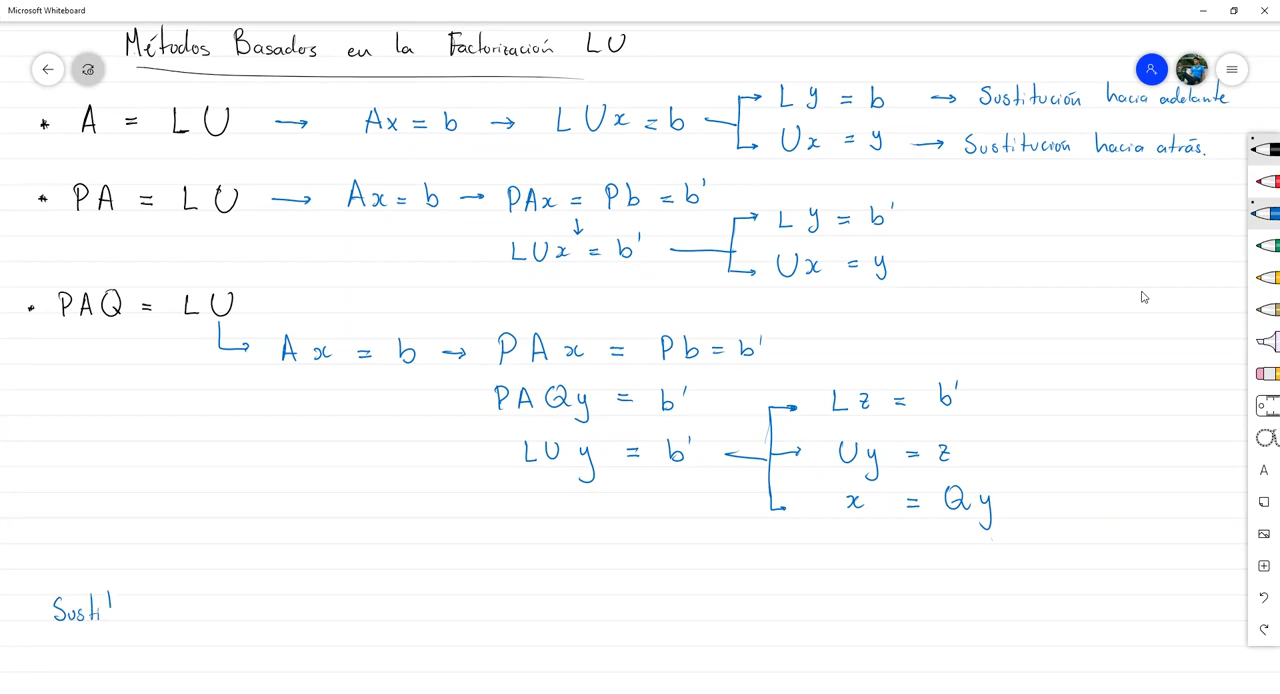 Microsoft Whiteboard
Métodos Basados en la Factorización LU
* A = LU → Ax = b → LUx = b → Ly = b → Sustitución hacia adelante
→ Ux = y → Sustitución hacia atrás.
* PA = LU → Ax = b → PAx = Pb = b'
↓
LUx = b' → Ly = b'
→ Ux = y
• PAQ = LU
↳ Ax = b → PAx = Pb = b'
PAQy = b'
LUy = b' ← → Lz = b'
→ Uy = z
x = Qy
Susti'
A